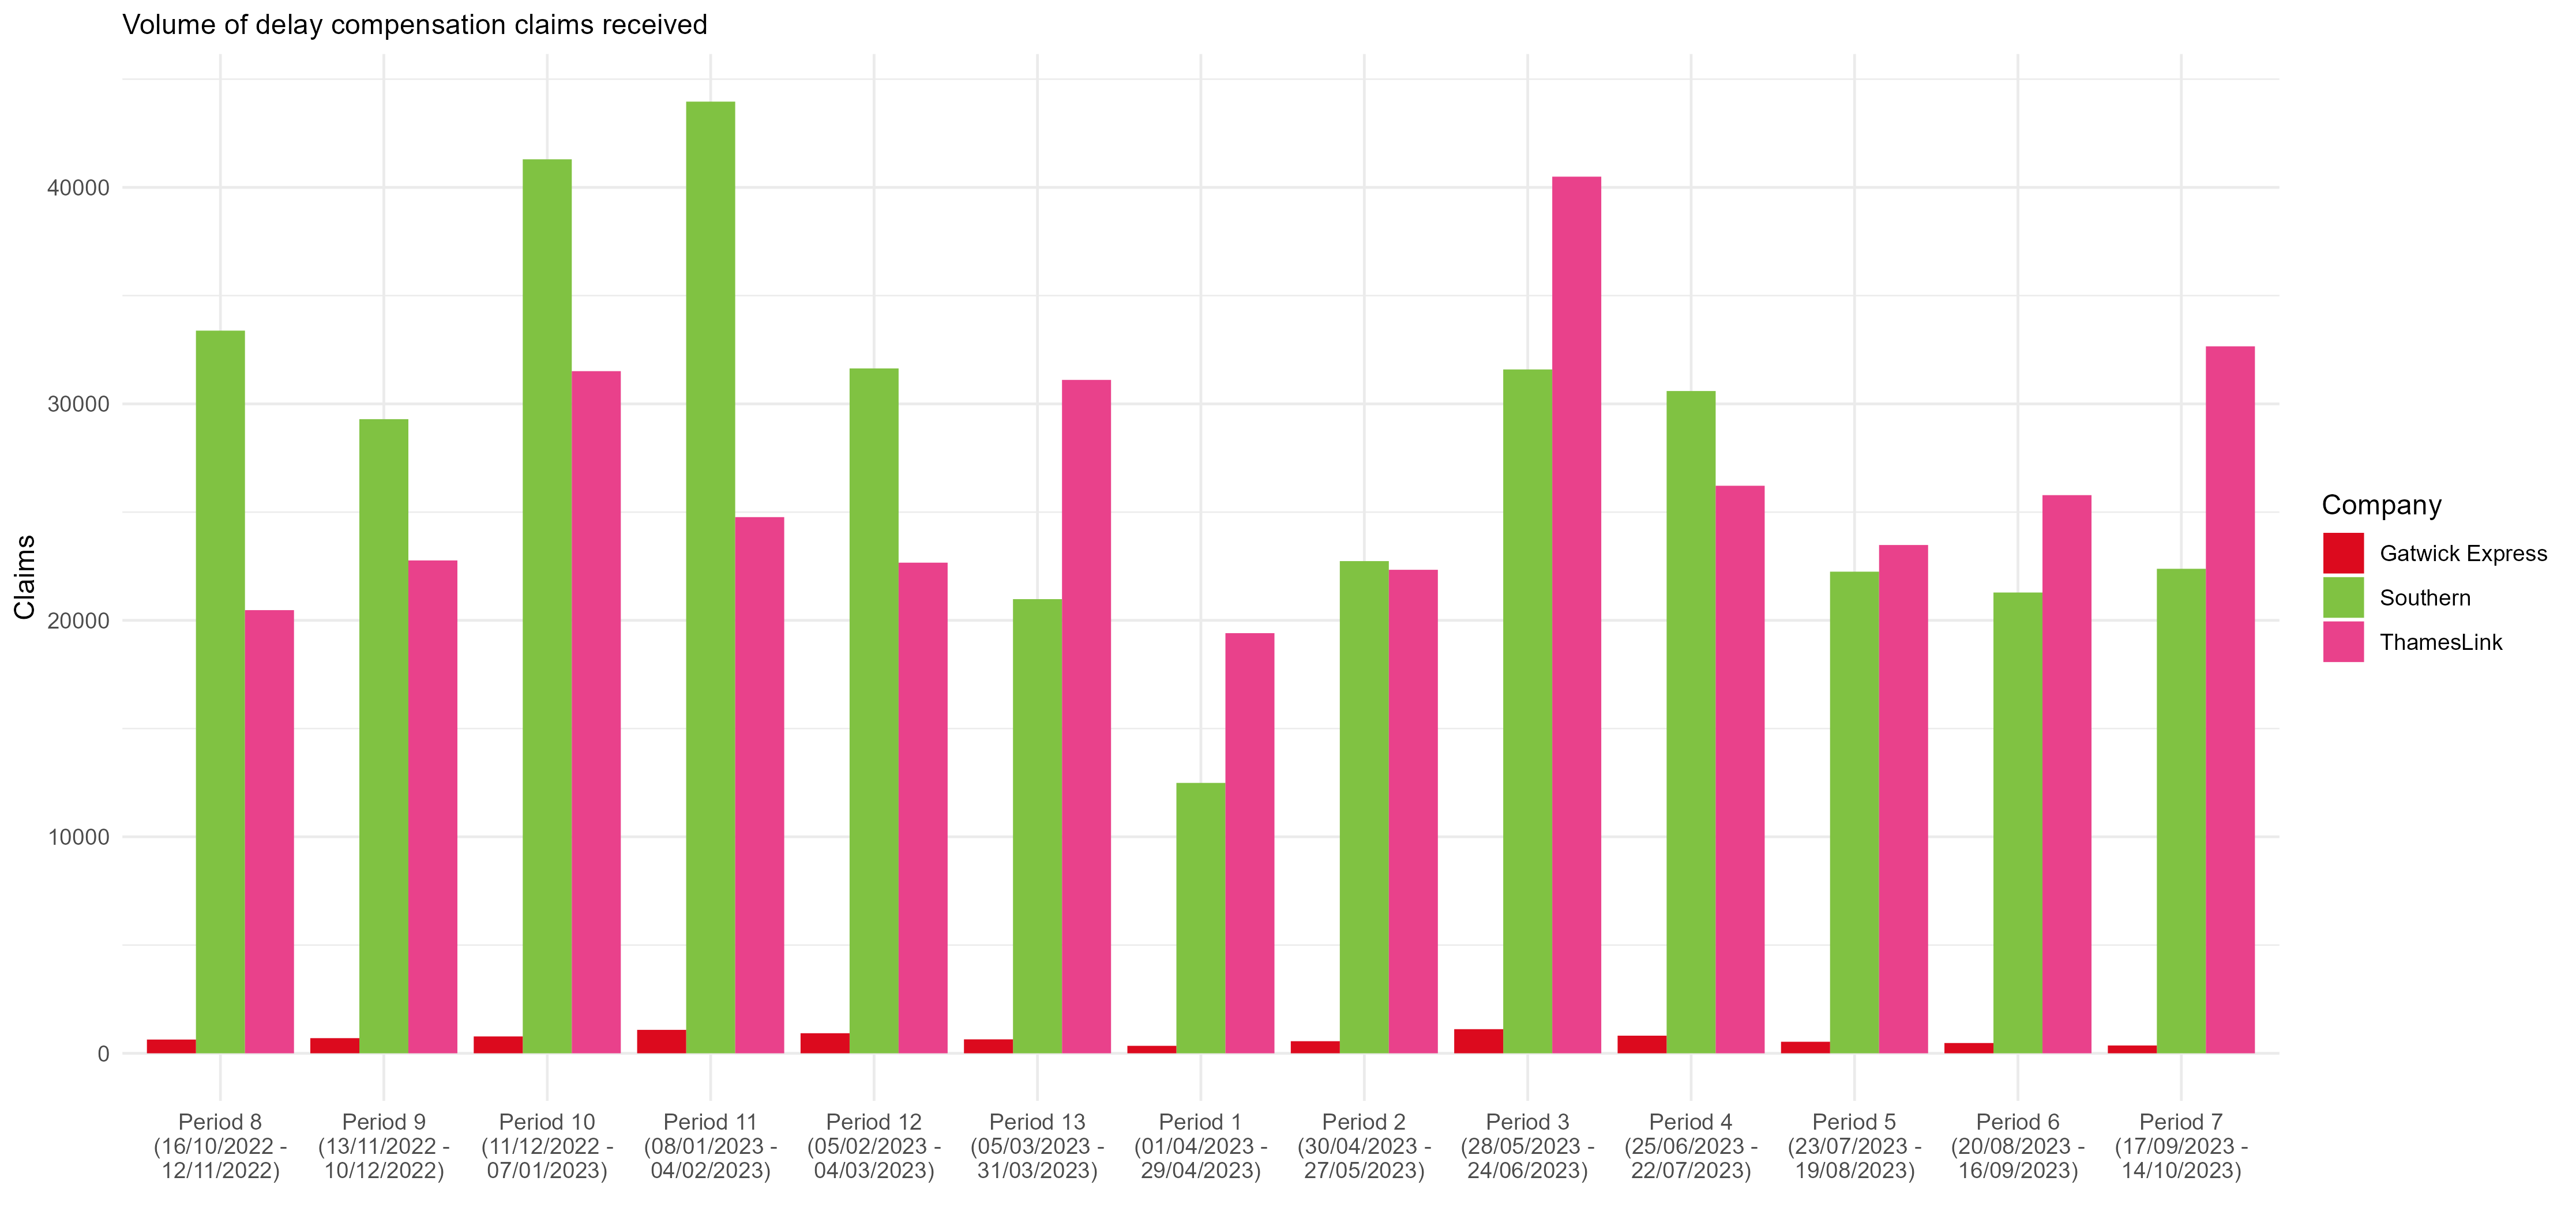 Volume of delay compensation claims received
Claims
40000
30000
20000
10000
0
Period 8
(16/10/2022 -
12/11/2022)
Period 9
(13/11/2022 -
10/12/2022)
Period 10
(11/12/2022 -
07/01/2023)
Period 11
(08/01/2023 -
04/02/2023)
Period 12
(05/02/2023 -
04/03/2023)
Period 13
(05/03/2023 -
31/03/2023)
Period 1
(01/04/2023 -
29/04/2023)
Period 2
(30/04/2023 -
27/05/2023)
Period 3
(28/05/2023 -
24/06/2023)
Period 4
(25/06/2023 -
22/07/2023)
Period 5
(23/07/2023 -
19/08/2023)
Period 6
(20/08/2023 -
16/09/2023)
Period 7
(17/09/2023 -
14/10/2023)
Company
Gatwick Express
Southern
ThamesLink